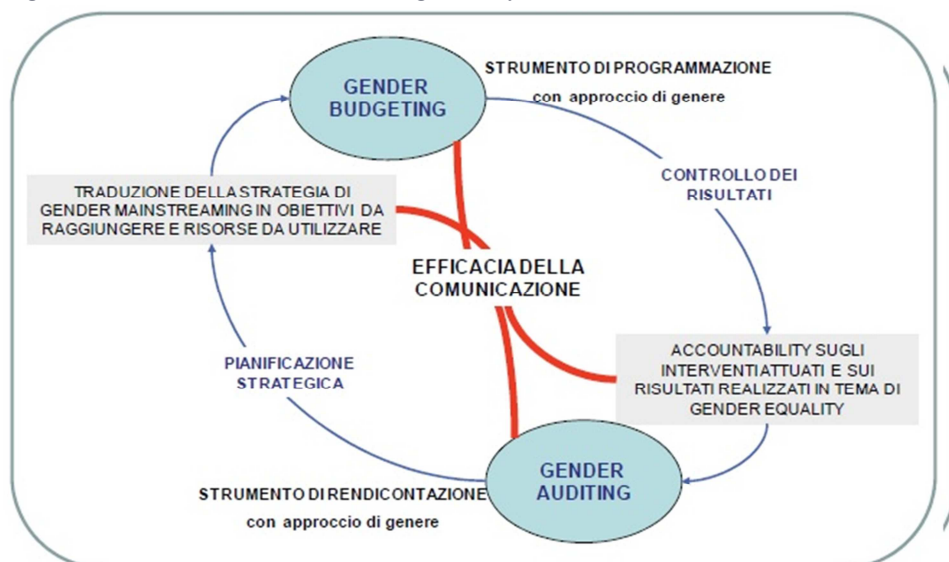 GENDER
BUDGETING
STRUMENTO DI PROGRAMMAZIONE
con approccio di genere
CONTROLLO DEI
RISULTATI
TRADUZIONE DELLA STRATEGIA DI
GENDER MAINSTREAMING IN OBIETTIVI DA
RAGGIUNGERE E RISORSE DA UTILIZZARE
EFFICACIA DELLA
COMUNICAZIONE
PIANIFICAZIONE
STRATEGICA
ACCOUNTABILITY SUGLI
INTERVENTI ATTUATI E SUI
RISULTATI REALIZZATI IN TEMA DI
GENDER EQUALITY
GENDER
AUDITING
STRUMENTO DI RENDICONTAZIONE
con approccio di genere